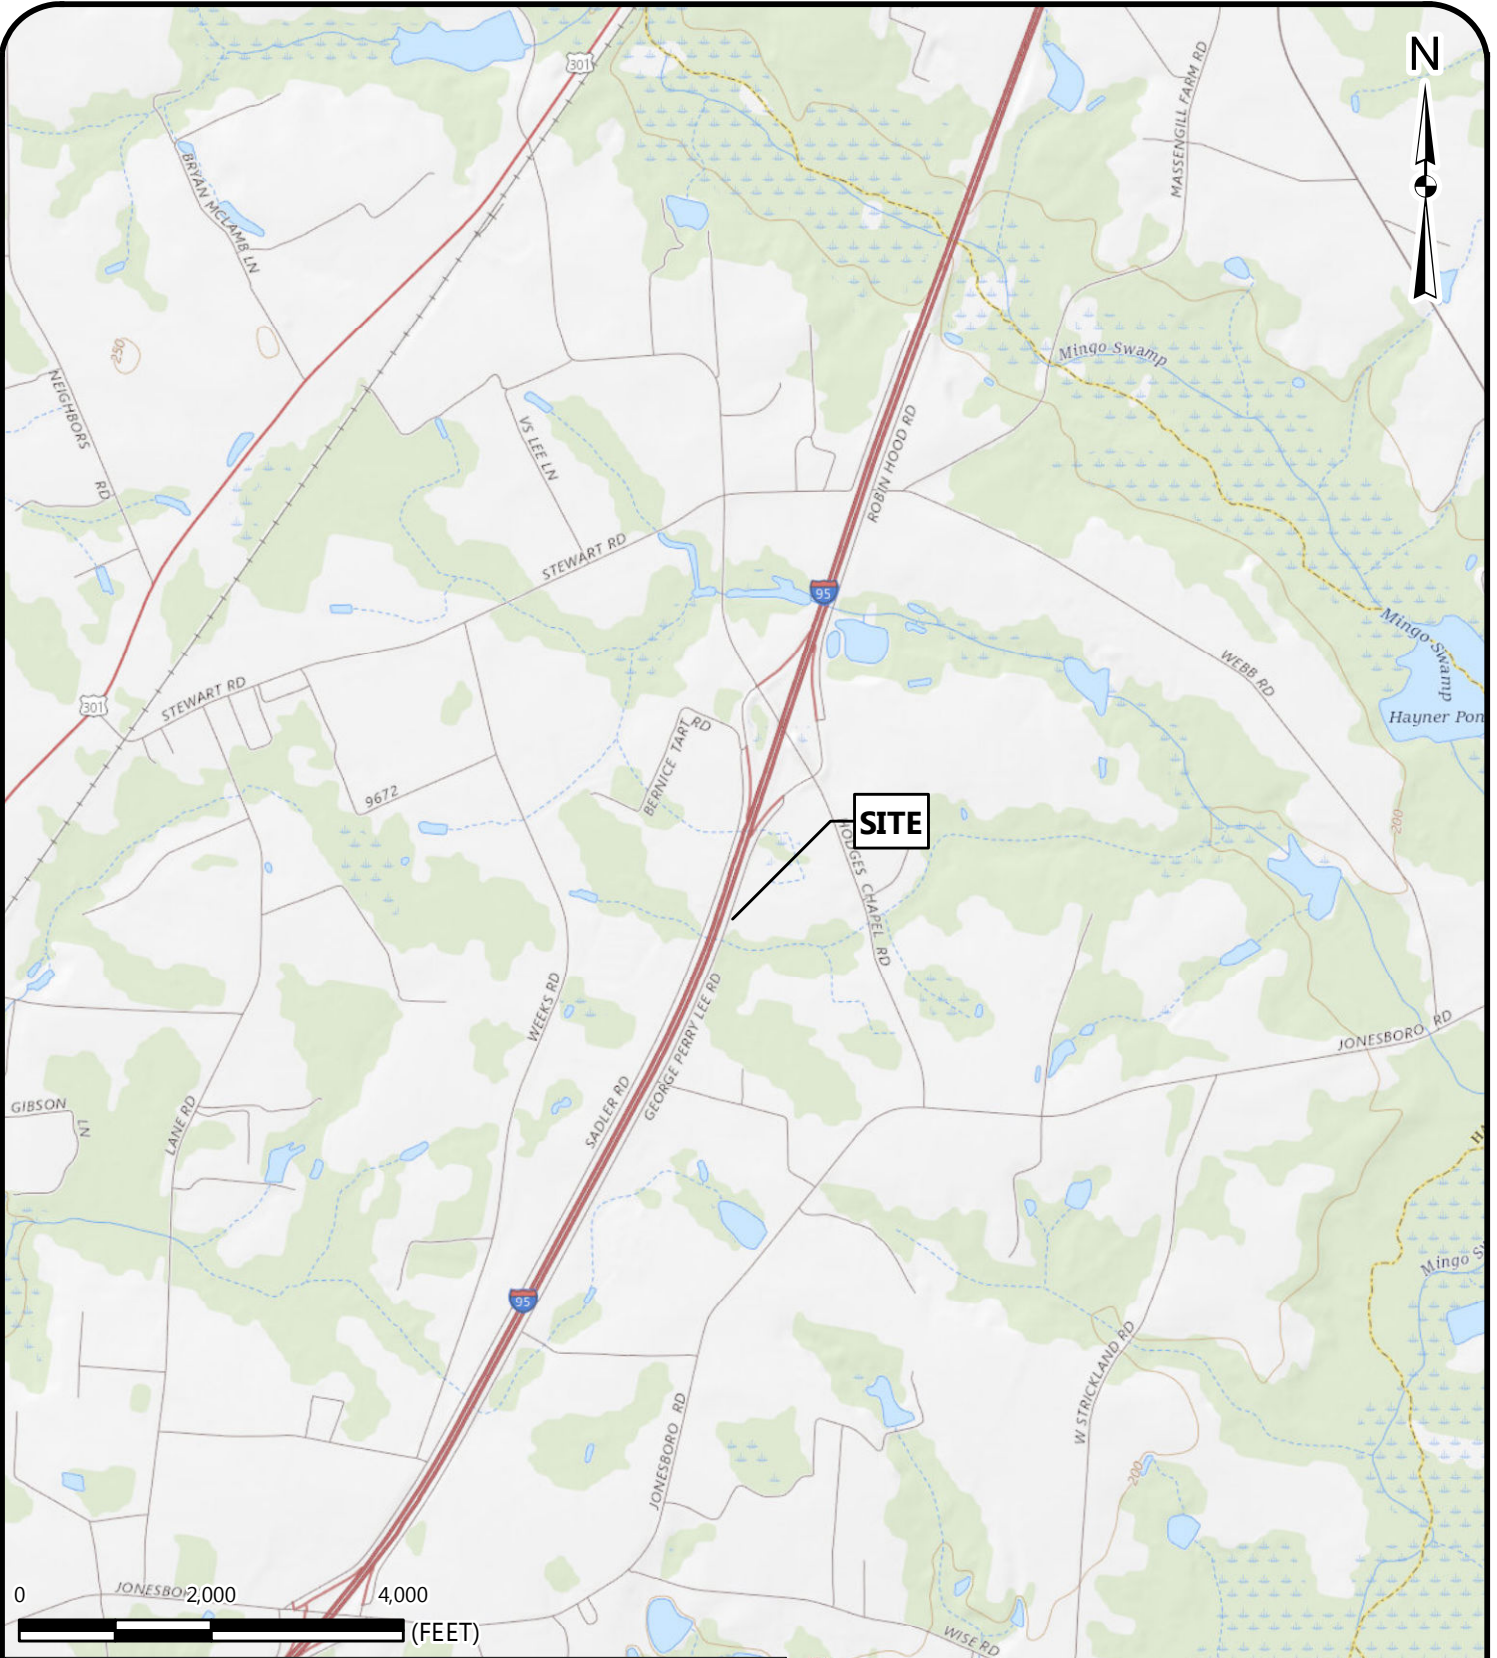 N
301
MASSENGILL FARM RD
BRYAN MCLAMB LN
250
Mingo Swamp
NEIGHBORS RD
VS LEE LN
ROBIN HOOD RD
STEWART RD
95
Mingo Swamp
WEBB RD
STEWART RD
301
Hayner Pon
BERNICE TART RD
9672
SITE
200
HODGES CHAPEL RD
WEEKS RD
GEORGE PERRY LEE RD
JONESBORO RD
SADLER RD
GIBSON LN
LANE RD
HA
Mingo S
95
W STRICKLAND RD
JONESBORO RD
200
JONESBO
0 2,000 4,000
(FEET)
WISE RD